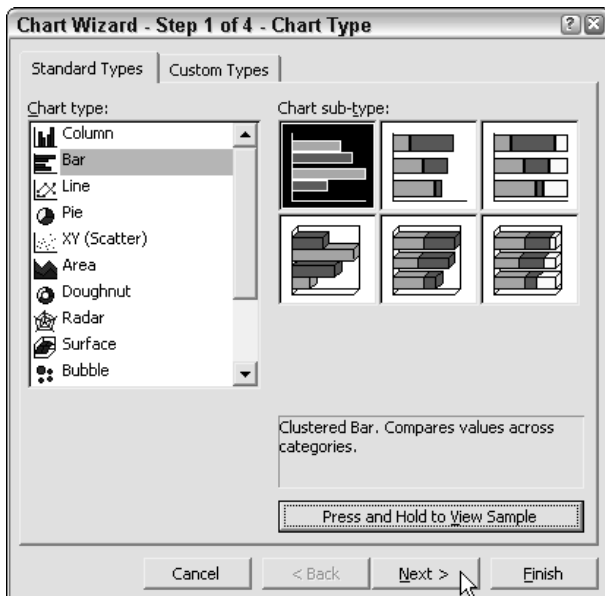 Chart Wizard - Step 1 of 4 - Chart Type
Standard Types
Custom Types
Chart type:
Column
Bar
Line
Pie
XY (Scatter)
Area
Doughnut
Radar
Surface
Bubble
Chart sub-type:
Clustered Bar. Compares values across
categories.
Press and Hold to View Sample
Cancel
< Back
Next >
Finish